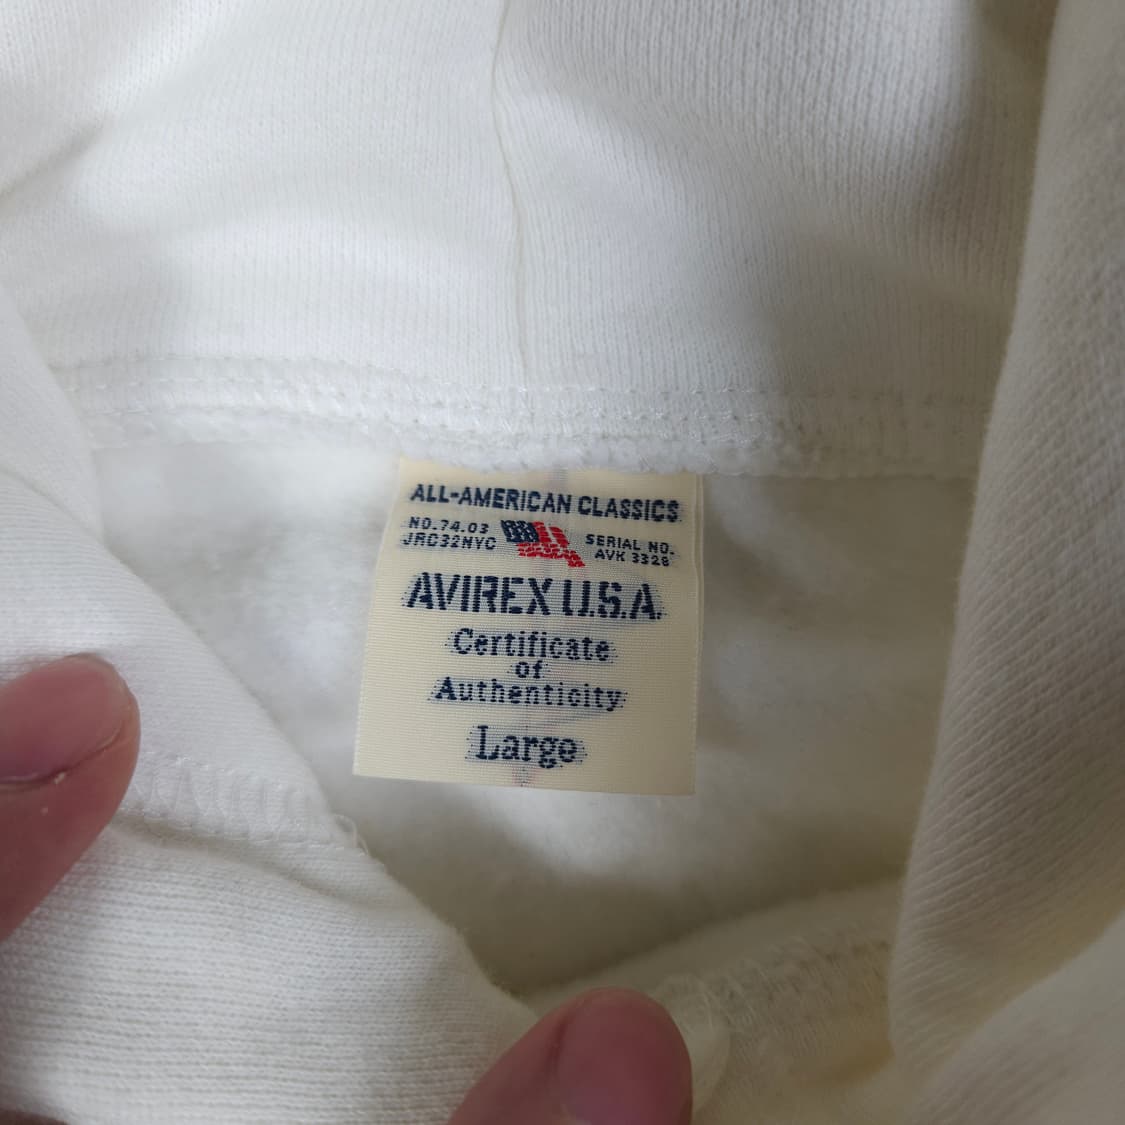 ALL-AMERICAN CLASSICS
NO.74.03
JRC32NYC
SERIAL NO.
AVK 3328
AVIREX U.S.A.
Certificate
of
Authenticity
Large